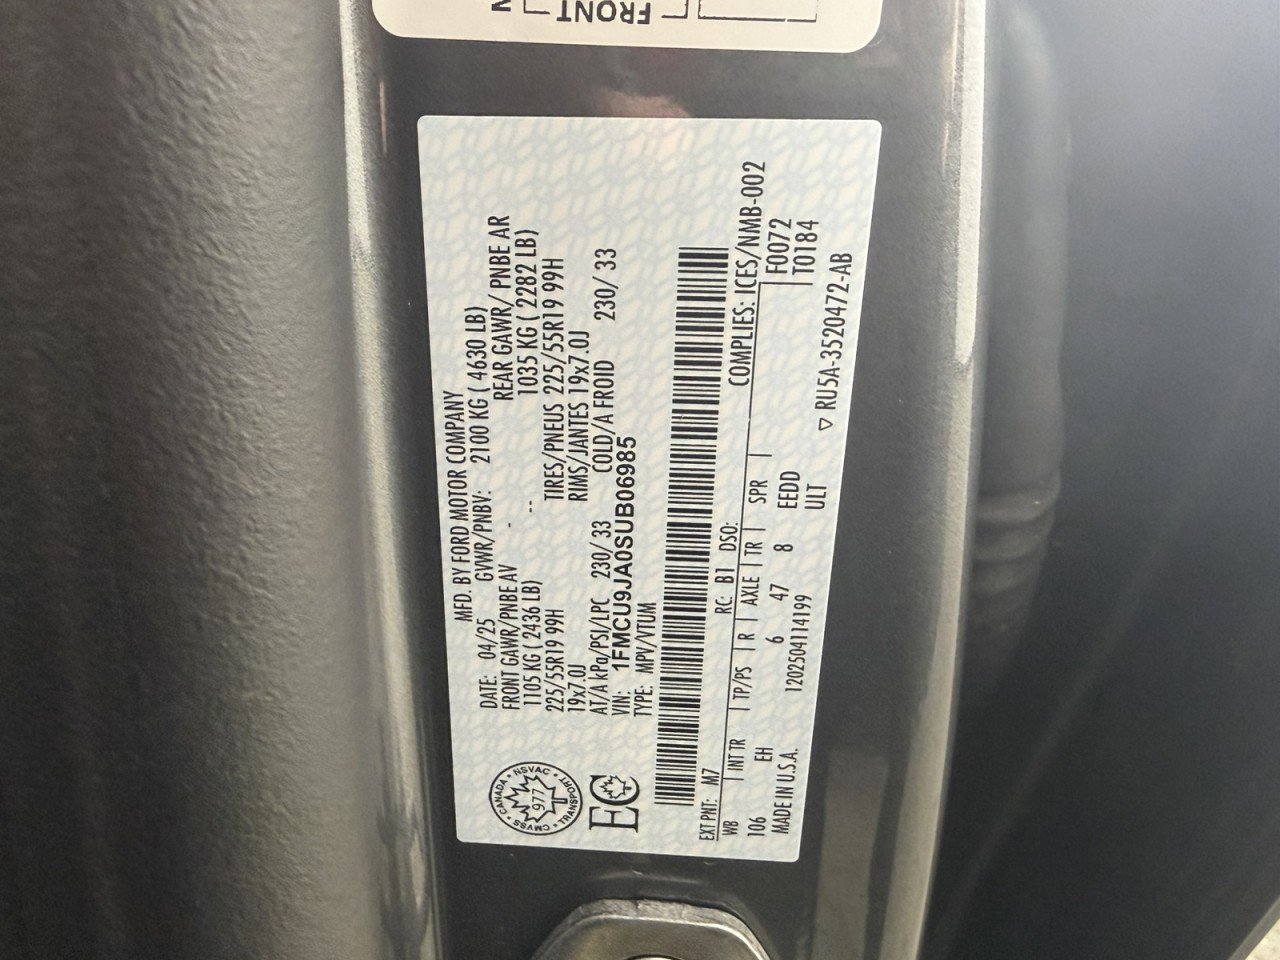 FRONT
MFD. BY FORD MOTOR COMPANY
DATE: 04/25 GVWR/PNBV: 2100 KG ( 4630 LB)
FRONT GAWR/PNBE AV REAR GAWR/ PNBE AR
1105 KG ( 2436 LB) 1035 KG ( 2282 LB)
225/55R19 99H TIRES/PNEUS 225/55R19 99H
19x7.0J RIMS/JANTES 19x7.0J
AT/A kPa/PSI/LPC 230/ 33 COLD/A FROID 230/ 33
VIN: 1FMCU9JA0SUB06985
TYPE: MPV/VTUM
CANADA • NSVAC • TRANSPORT • CMVSS
977
EC
EXT PNT: M7 RC: B1 DSO: COMPLIES: ICES/NMB-002
WB | INT TR | TP/PS | R | AXLE | TR | SPR | F0072
106 EH 6 47 8 EEDD T0184
ULT
MADE IN U.S.A. 1202504114199 ▽ RU5A-3520472-AB